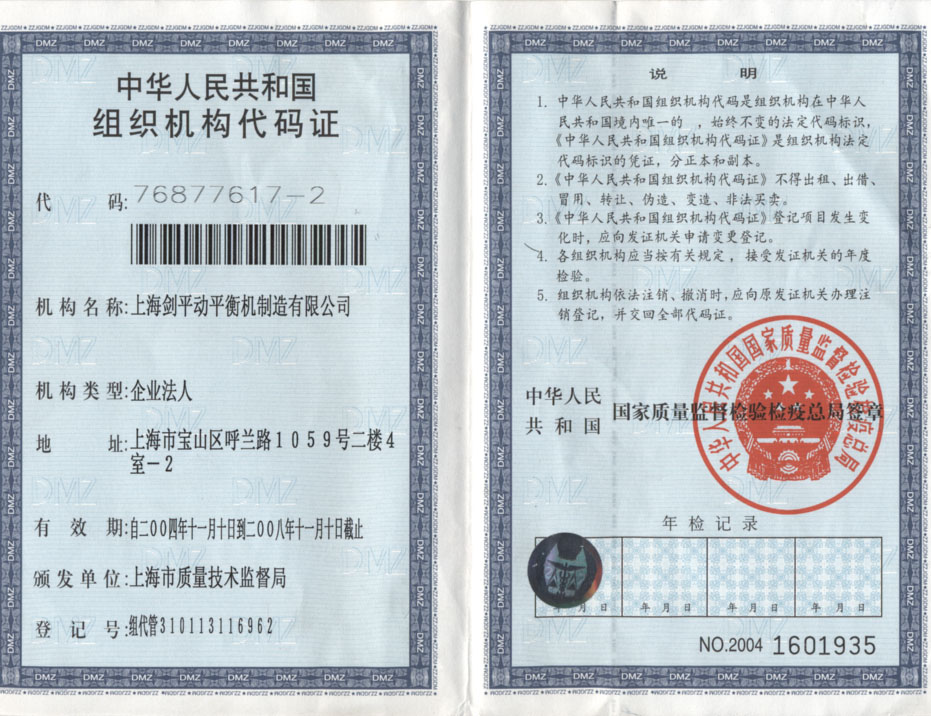 中华人民共和国
组织机构代码证
代 码:76877617-2
机构名称:上海剑平动平衡机制造有限公司
机构类型:企业法人
地 址:上海市宝山区呼兰路1059号二楼4
室-2
有 效 期:自二00四年十一月十日到二00八年十一月十日截止
颁发单位:上海市质量技术监督局
登 记 号:组代管310113116962
说 明
1. 中华人民共和国组织机构代码是组织机构在中华人
民共和国境内唯一的 ,始终不变的法定代码标识,
《中华人民共和国组织机构代码证》是组织机构法定
代码标识的凭证,分正本和副本。
2.《中华人民共和国组织机构代码证》不得出租、出借、
冒用、转让、伪造、变造、非法买卖。
3.《中华人民共和国组织机构代码证》登记项目发生变
化时,应向发证机关申请变更登记。
4. 各组织机构应当按有关规定,接受发证机关的年度
检验。
5. 组织机构依法注销、撤消时,应向原发证机关办理注
销登记,并交回全部代码证。
中华人民
共和国
国家质量监督检验检疫总局签章
中华人民共和国国家质量监督检验检疫总局
年检记录
年 月 日 年 月 日 年 月 日 年 月 日
NO.2004 1601935